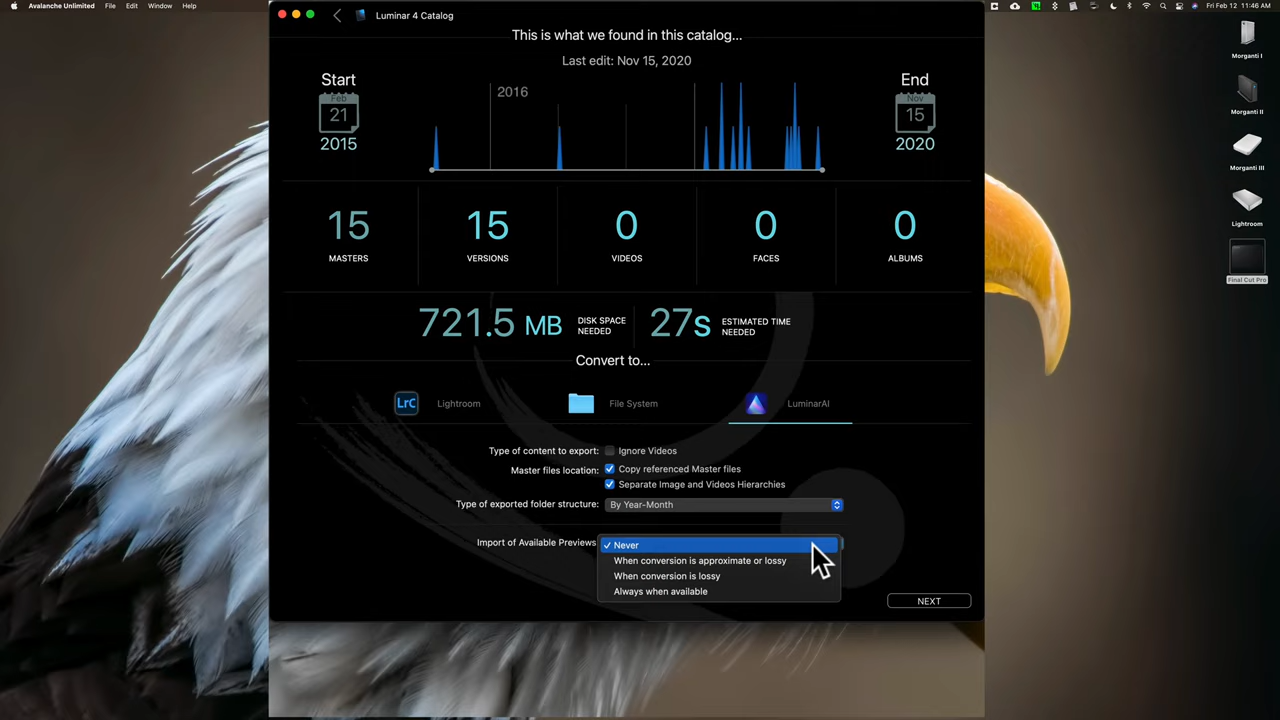 Avalanche Unlimited File Edit Window Help
Fri Feb 12 11:46 AM
Luminar 4 Catalog
This is what we found in this catalog...
Last edit: Nov 15, 2020
Start
Feb
21
2015
2016
End
Nov
15
2020
15
MASTERS
15
VERSIONS
0
VIDEOS
0
FACES
0
ALBUMS
721.5 MB
DISK SPACE
NEEDED
27s
ESTIMATED TIME
NEEDED
Convert to...
LrC Lightroom
File System
LuminarAI
Type of content to export: Ignore Videos
Master files location: Copy referenced Master files
Separate Image and Videos Hierarchies
Type of exported folder structure: By Year-Month
Import of Available Previews Never
When conversion is approximate or lossy
When conversion is lossy
Always when available
NEXT
Morganti I
Morganti II
Morganti III
Lightroom
Final Cut Pro